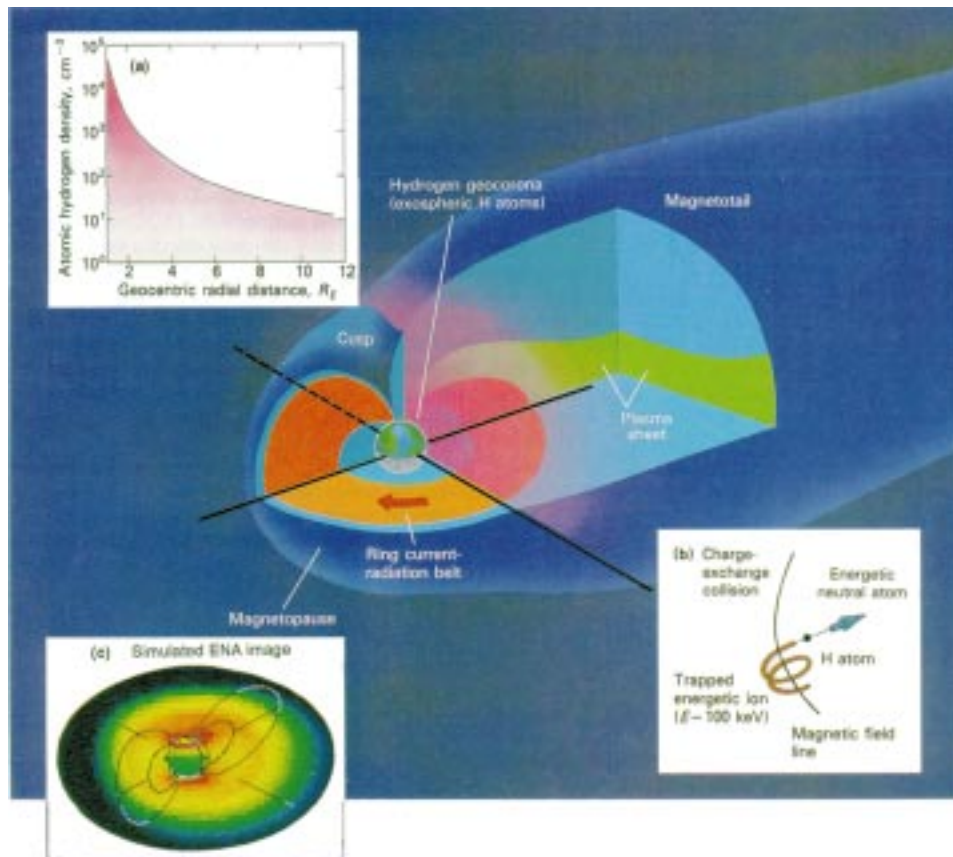 (a)
Atomic hydrogen density, cm⁻³
10⁵
10⁴
10³
10²
10¹
10⁰
2 4 6 8 10 12
Geocentric radial distance, R_E
Hydrogen geocorona
(exospheric H atoms)
Magnetotail
Cusp
Plasma
sheet
Ring current-
radiation belt
Magnetopause
(b) Charge-
exchange
collision
Energetic
neutral atom
H atom
Trapped
energetic ion
(E~100 keV)
Magnetic field
line
(c) Simulated ENA image